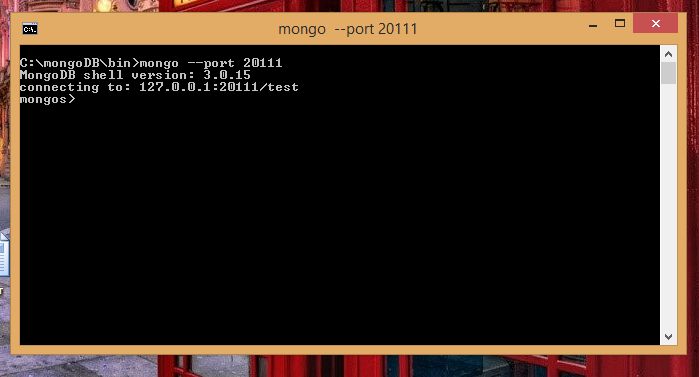 mongo --port 20111
C:\mongoDB\bin>mongo --port 20111
MongoDB shell version: 3.0.15
connecting to: 127.0.0.1:20111/test
mongos>